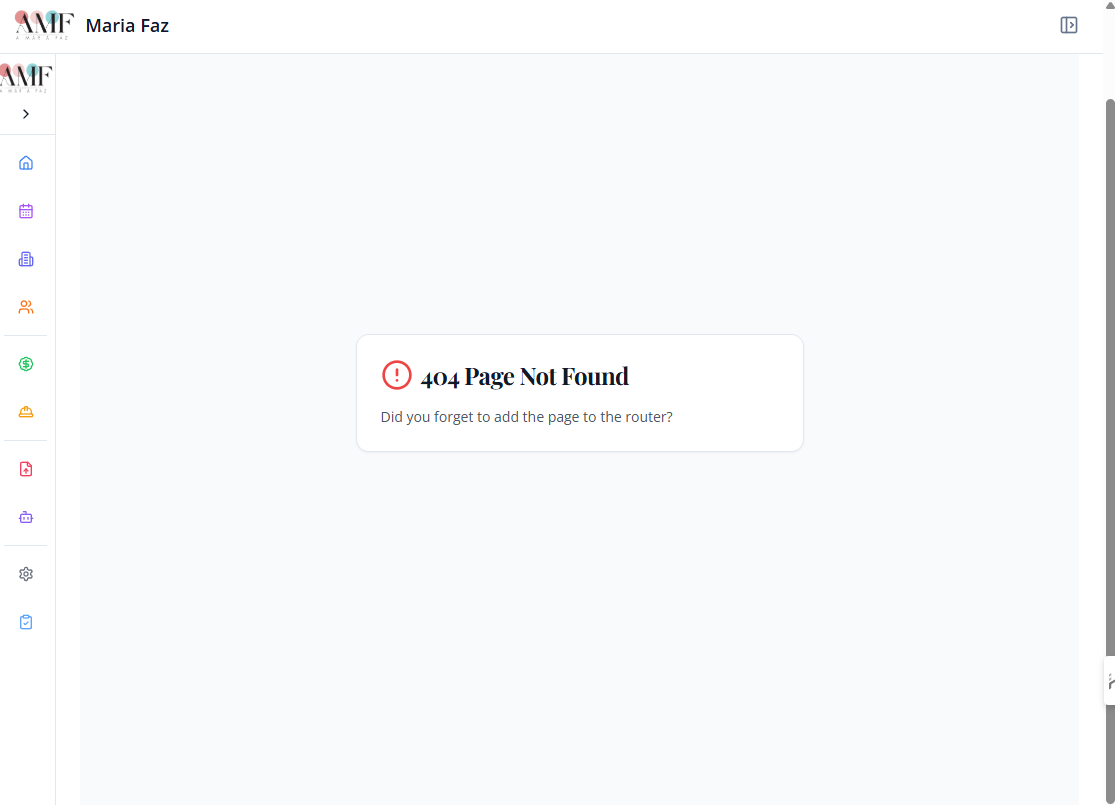 AMF
A MAR A FAZ
Maria Faz
AMF
A MAR A FAZ
404 Page Not Found
Did you forget to add the page to the router?